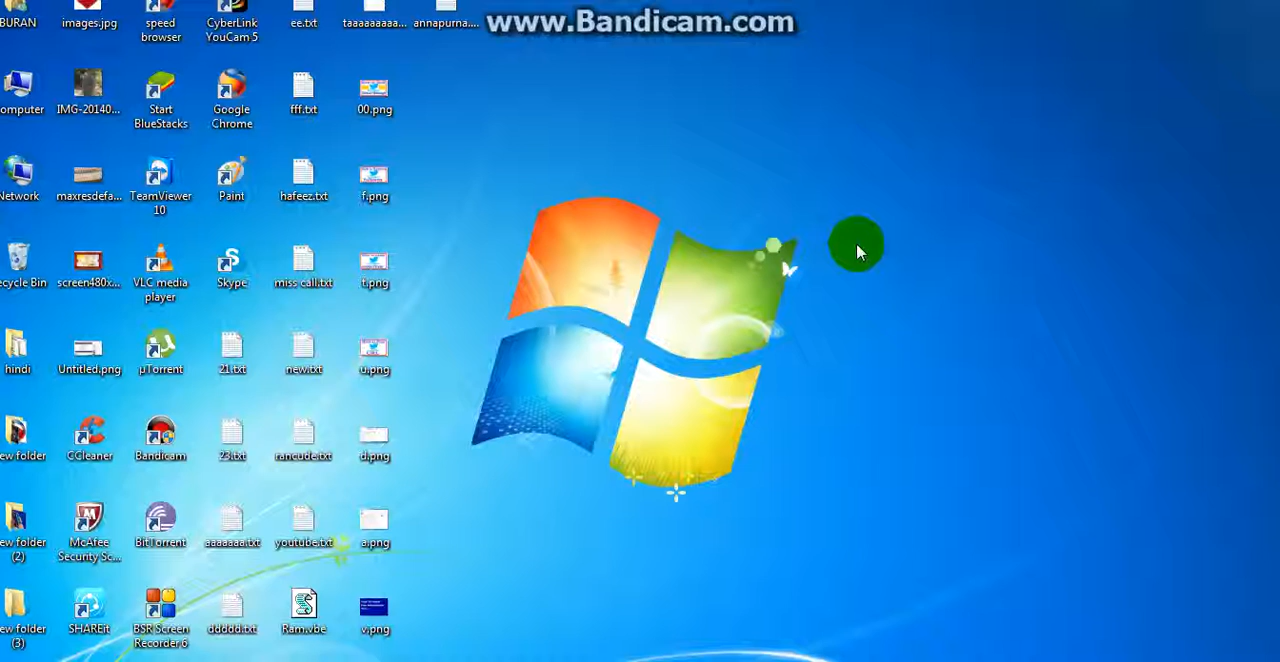 www.Bandicam.com
BURAN
images.jpg
speed
browser
CyberLink
YouCam 5
ee.txt
taaaaaaaa...
annapurna....
omputer
IMG-20140...
Start
BlueStacks
Google
Chrome
fff.txt
00.png
Network
maxresdefa...
TeamViewer
10
Paint
hafeez.txt
f.png
ecycle Bin
screen480x...
VLC media
player
Skype
miss call.txt
t.png
hindi
Untitled.png
µTorrent
21.txt
new.txt
u.png
ew folder
CCleaner
Bandicam
23.txt
rancude.txt
d.png
ew folder
(2)
McAfee
Security Sc...
BitTorrent
aaaaaaa.txt
youtube.txt
a.png
ew folder
(3)
SHAREit
BSR Screen
Recorder 6
ddddd.txt
Ram.vbe
v.png